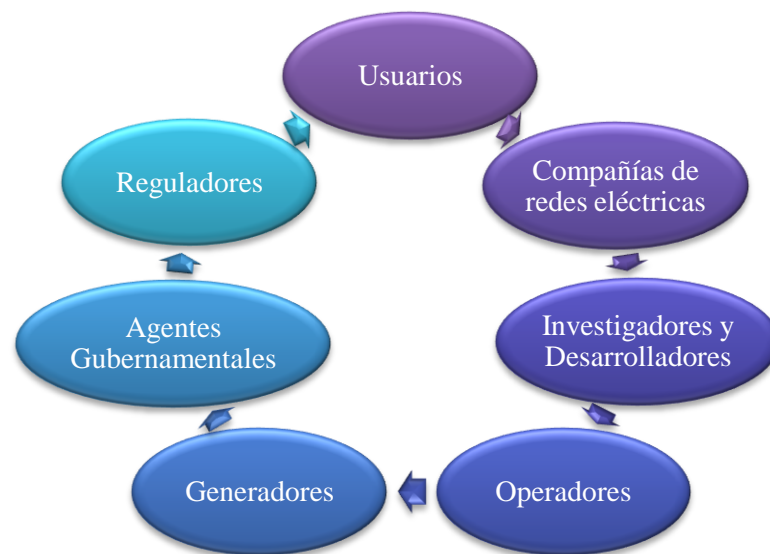 Usuarios
Compañías de
redes eléctricas
Investigadores y
Desarrolladores
Operadores
Generadores
Agentes
Gubernamentales
Reguladores